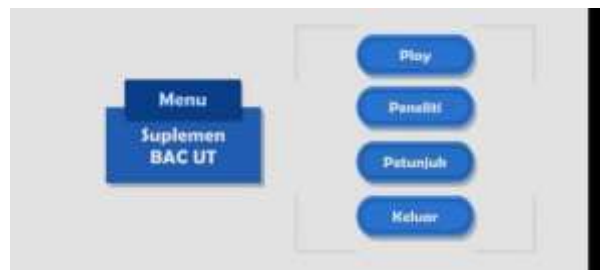 Menu
Suplemen
BAC UT
Play
Peneliti
Petunjuk
Keluar